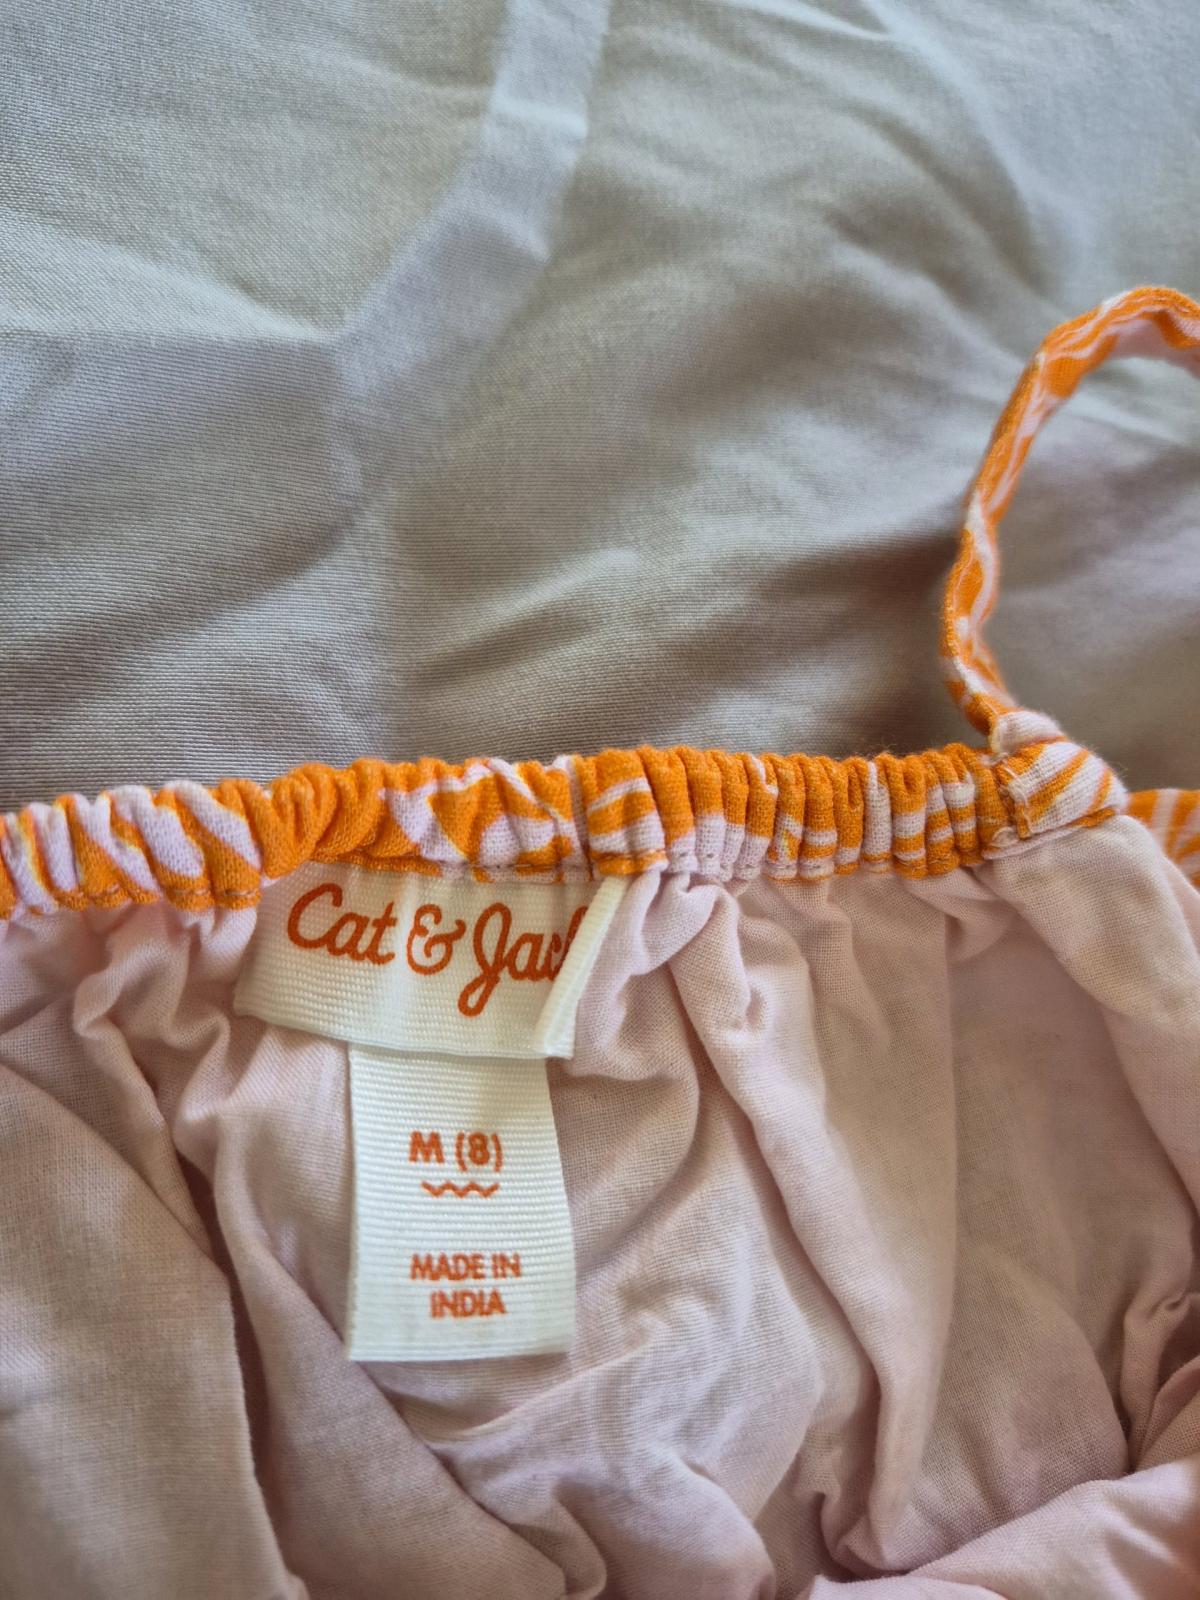 Cat & Jack
M (8)
MADE IN
INDIA